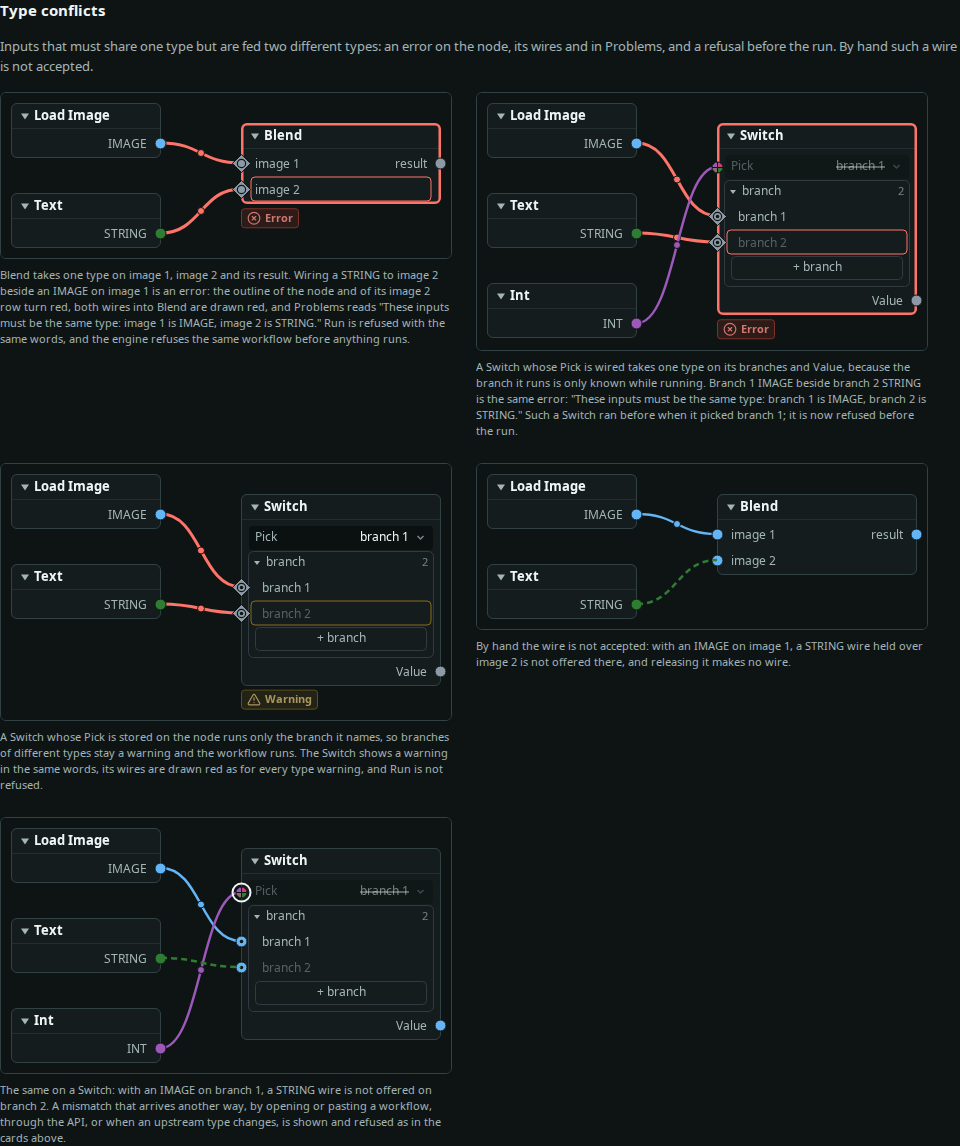 Type conflicts
Inputs that must share one type but are fed two different types: an error on the node, its wires and in Problems, and a refusal before the run. By hand such a wire
is not accepted.
Load Image
IMAGE
Text
STRING
Blend
image 1
result
image 2
Error
Blend takes one type on image 1, image 2 and its result. Wiring a STRING to image 2
beside an IMAGE on image 1 is an error: the outline of the node and of its image 2
row turn red, both wires into Blend are drawn red, and Problems reads "These inputs
must be the same type: image 1 is IMAGE, image 2 is STRING." Run is refused with the
same words, and the engine refuses the same workflow before anything runs.
Load Image
IMAGE
Text
STRING
Int
INT
Switch
Pick
branch 1
branch
2
branch 1
branch 2
+ branch
Value
Error
A Switch whose Pick is wired takes one type on its branches and Value, because the
branch it runs is only known while running. Branch 1 IMAGE beside branch 2 STRING
is the same error: "These inputs must be the same type: branch 1 is IMAGE, branch 2 is
STRING." Such a Switch ran before when it picked branch 1; it is now refused before
the run.
Load Image
IMAGE
Text
STRING
Switch
Pick
branch 1
branch
2
branch 1
branch 2
+ branch
Value
Warning
A Switch whose Pick is stored on the node runs only the branch it names, so branches
of different types stay a warning and the workflow runs. The Switch shows a warning
in the same words, its wires are drawn red as for every type warning, and Run is not
refused.
Load Image
IMAGE
Text
STRING
Blend
image 1
result
image 2
By hand the wire is not accepted: with an IMAGE on image 1, a STRING wire held over
image 2 is not offered there, and releasing it makes no wire.
Load Image
IMAGE
Text
STRING
Int
INT
Switch
Pick
branch 1
branch
2
branch 1
branch 2
+ branch
Value
The same on a Switch: with an IMAGE on branch 1, a STRING wire is not offered on
branch 2. A mismatch that arrives another way, by opening or pasting a workflow,
through the API, or when an upstream type changes, is shown and refused as in the
cards above.